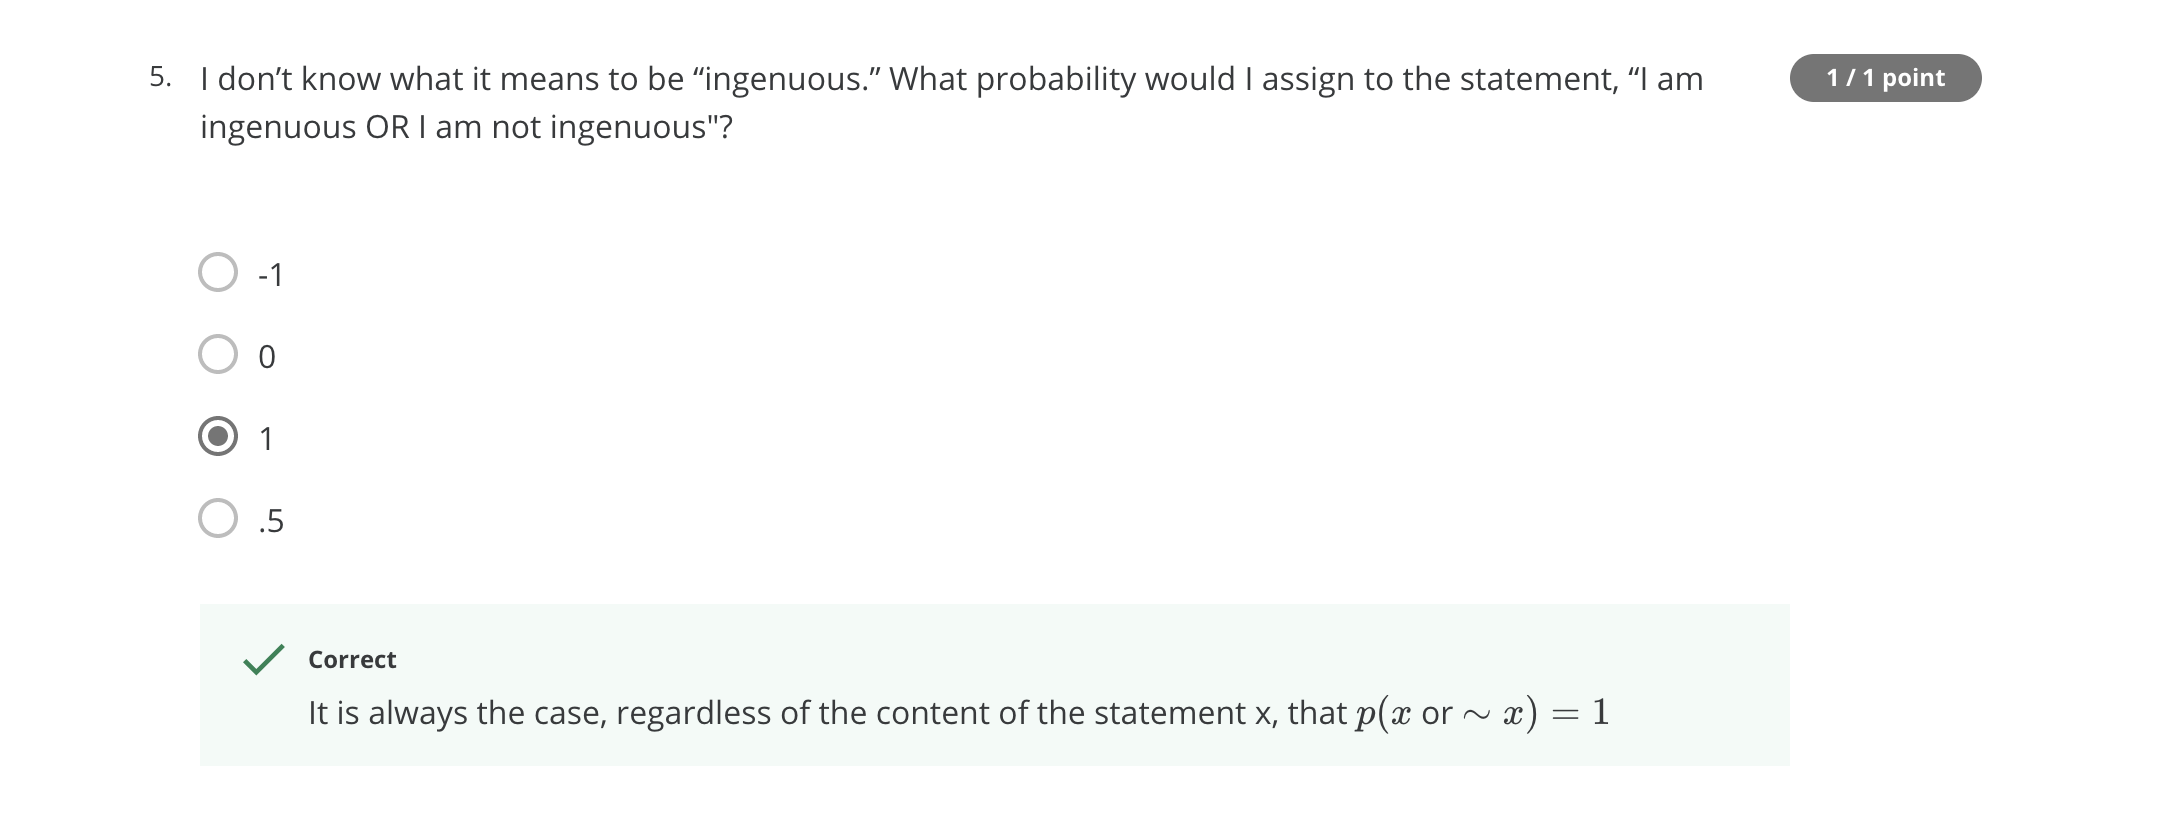 5. I don’t know what it means to be “ingenuous.” What probability would I assign to the statement, “I am
ingenuous OR I am not ingenuous"?
1 / 1 point
-1
0
1
.5
Correct
It is always the case, regardless of the content of the statement x, that p(x or ∼ x) = 1